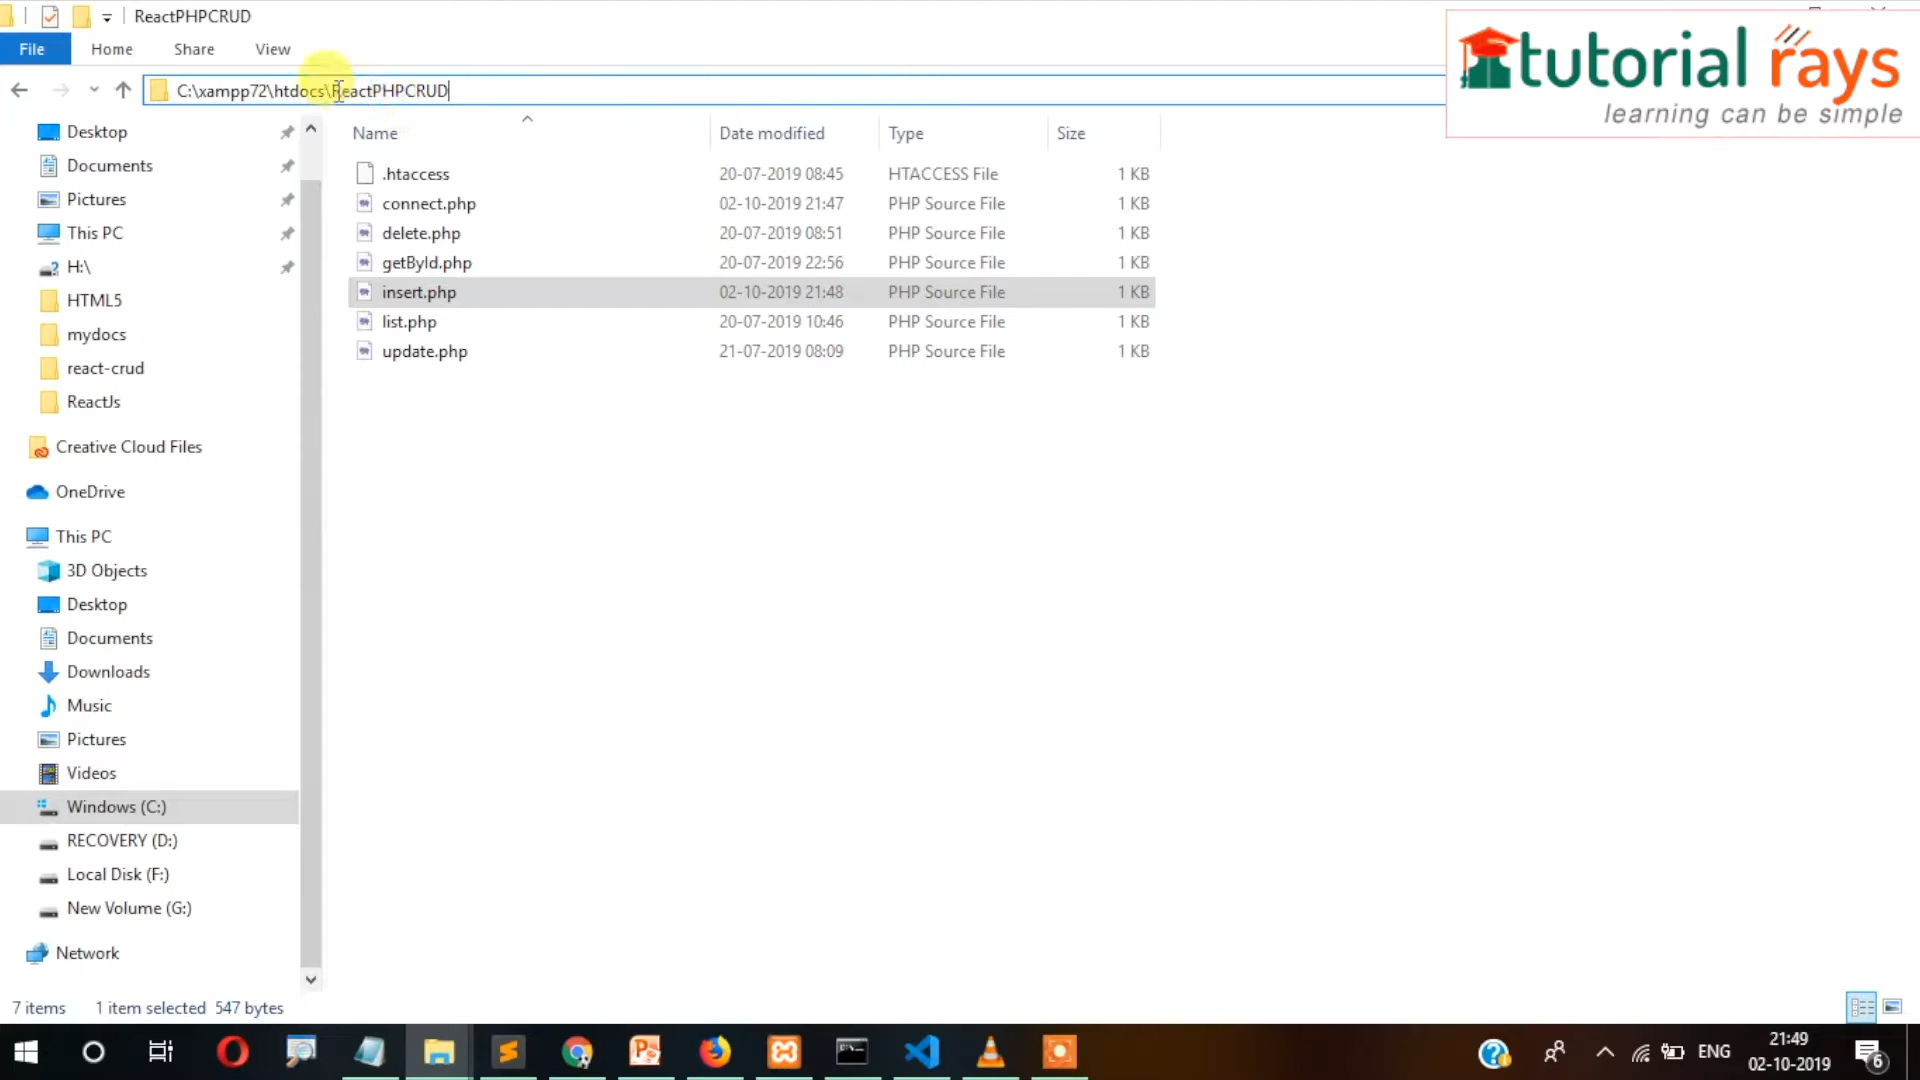 ReactPHPCRUD
File Home Share View
C:\xampp72\htdocs\ReactPHPCRUD
tutorial rays
learning can be simple
Name Date modified Type Size
.htaccess 20-07-2019 08:45 HTACCESS File 1 KB
connect.php 02-10-2019 21:47 PHP Source File 1 KB
delete.php 20-07-2019 08:51 PHP Source File 1 KB
getById.php 20-07-2019 22:56 PHP Source File 1 KB
insert.php 02-10-2019 21:48 PHP Source File 1 KB
list.php 20-07-2019 10:46 PHP Source File 1 KB
update.php 21-07-2019 08:09 PHP Source File 1 KB
Desktop
Documents
Pictures
This PC
H:\
HTML5
mydocs
react-crud
ReactJs
Creative Cloud Files
OneDrive
This PC
3D Objects
Desktop
Documents
Downloads
Music
Pictures
Videos
Windows (C:)
RECOVERY (D:)
Local Disk (F:)
New Volume (G:)
Network
7 items 1 item selected 547 bytes
ENG
21:49
02-10-2019
6